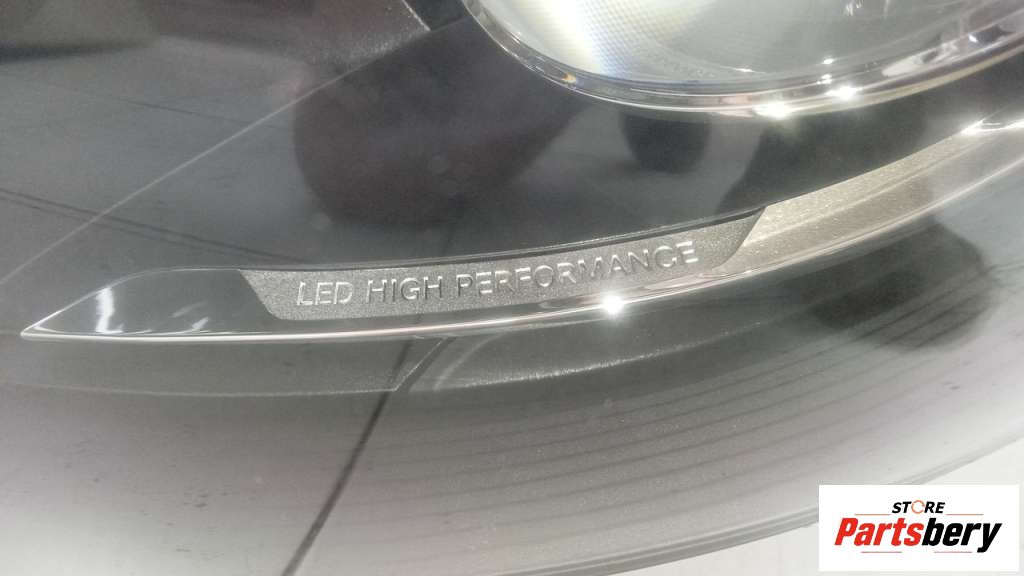 LED HIGH PERFORMANCE
STORE
Partsbery